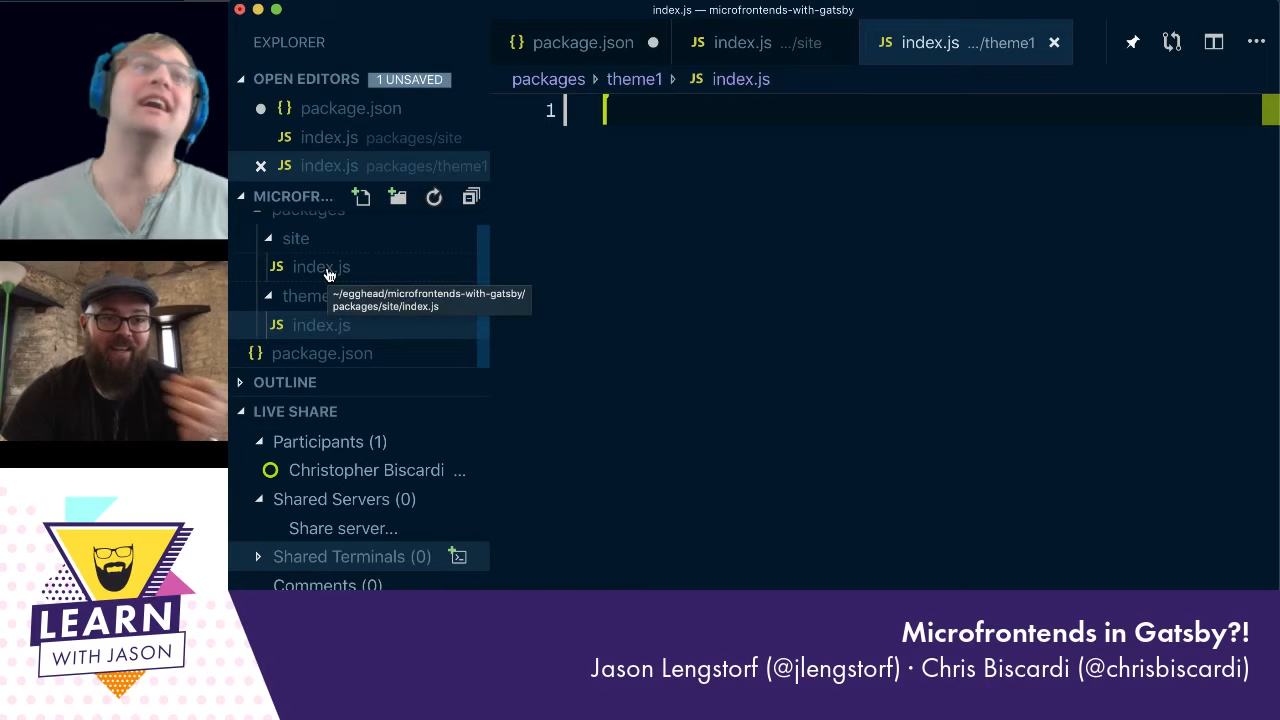 index.js — microfrontends-with-gatsby
EXPLORER
{} package.json
JS index.js .../site
JS index.js .../theme1
OPEN EDITORS 1 UNSAVED
packages theme1 JS index.js
{} package.json
1
JS index.js packages/site
JS index.js packages/theme1
MICROFR...
packages
site
JS index.js
theme
~/egghead/microfrontends-with-gatsby/
packages/site/index.js
JS index.js
{} package.json
OUTLINE
LIVE SHARE
Participants (1)
Christopher Biscardi ...
Shared Servers (0)
Share server...
Shared Terminals (0)
Comments (0)
LEARN
WITH JASON
Microfrontends in Gatsby?!
Jason Lengstorf (@jlengstorf) · Chris Biscardi (@chrisbiscardi)